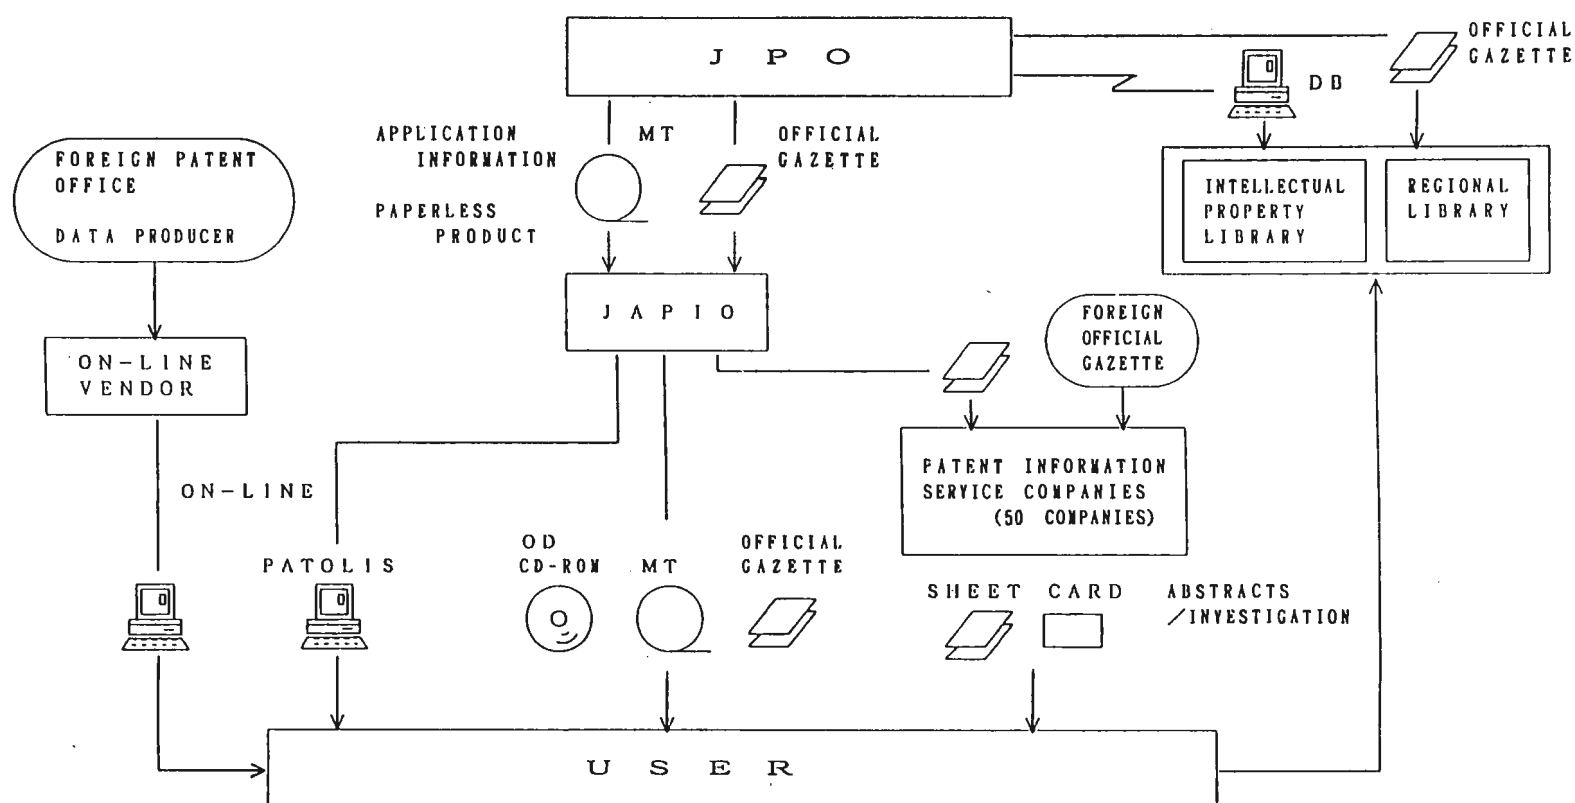 J P O
OFFICIAL
GAZETTE
DB
APPLICATION
INFORMATION
PAPERLESS
PRODUCT
MT
OFFICIAL
GAZETTE
FOREIGN PATENT
OFFICE
DATA PRODUCER
INTELLECTUAL
PROPERTY
LIBRARY
REGIONAL
LIBRARY
J A P I O
FOREIGN
OFFICIAL
GAZETTE
ON-LINE
VENDOR
PATENT INFORMATION
SERVICE COMPANIES
(50 COMPANIES)
ON-LINE
PATOLIS
OD
CD-ROM
MT
OFFICIAL
GAZETTE
SHEET
CARD
ABSTRACTS
/INVESTIGATION
U S E R